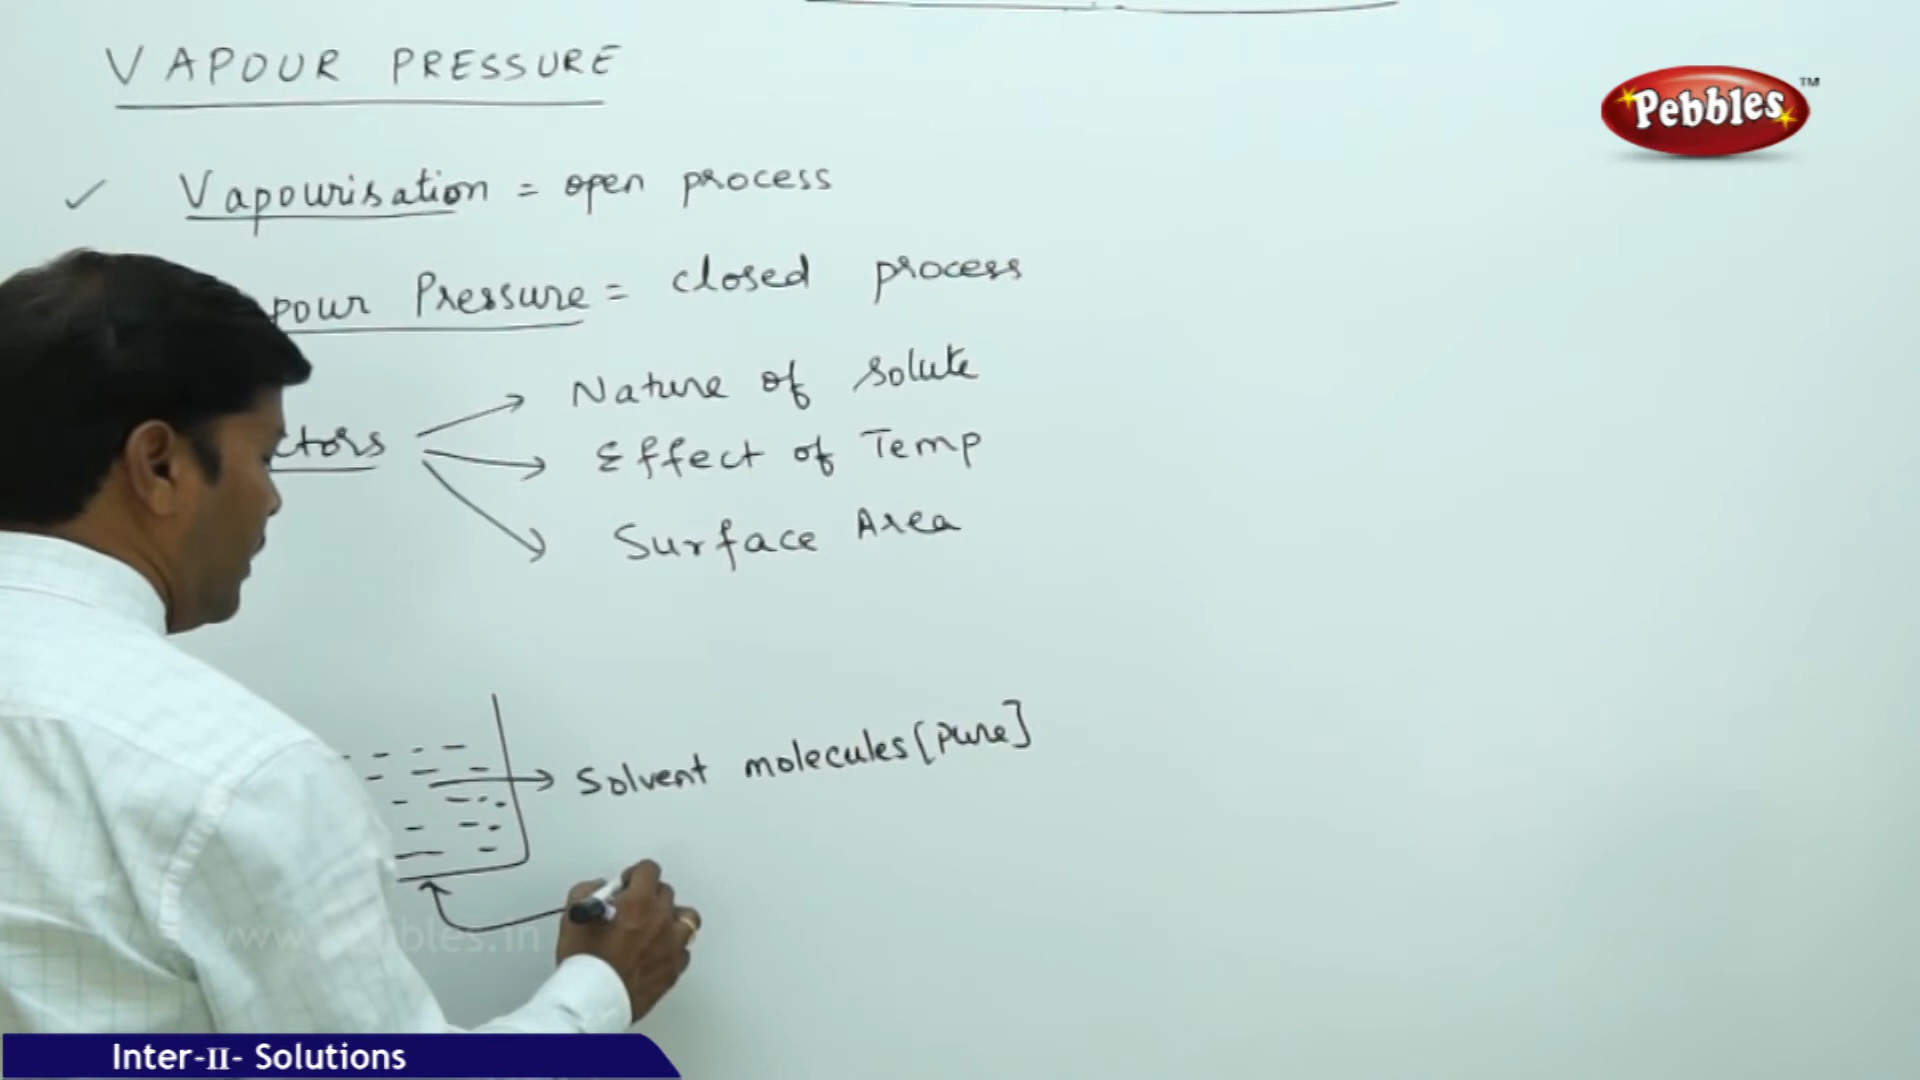 VAPOUR PRESSURE
Pebbles TM
Vapourisation = open process
pour Pressure = closed process
Nature of solute
ctors
Effect of Temp
Surface Area
Solvent molecules [pure]
Inter-II- Solutions